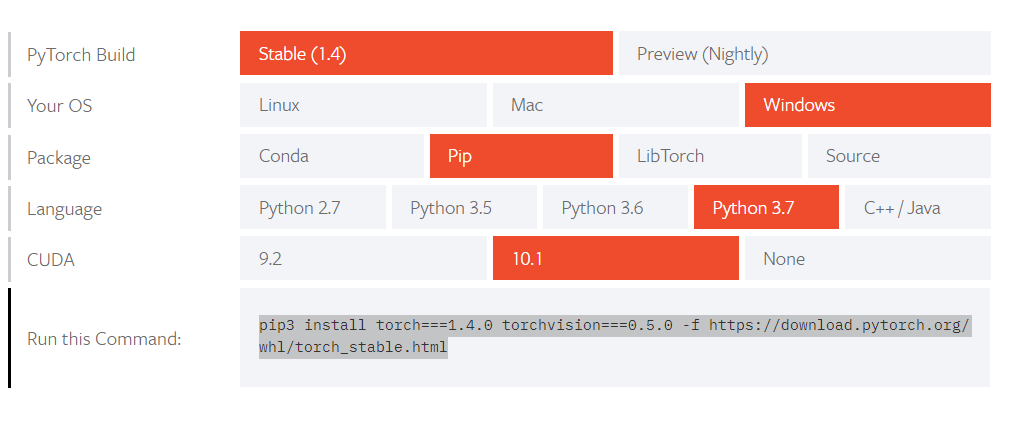 PyTorch Build Stable (1.4) Preview (Nightly)
Your OS Linux Mac Windows
Package Conda Pip LibTorch Source
Language Python 2.7 Python 3.5 Python 3.6 Python 3.7 C++ / Java
CUDA 9.2 10.1 None
Run this Command: pip3 install torch===1.4.0 torchvision===0.5.0 -f https://download.pytorch.org/
whl/torch_stable.html